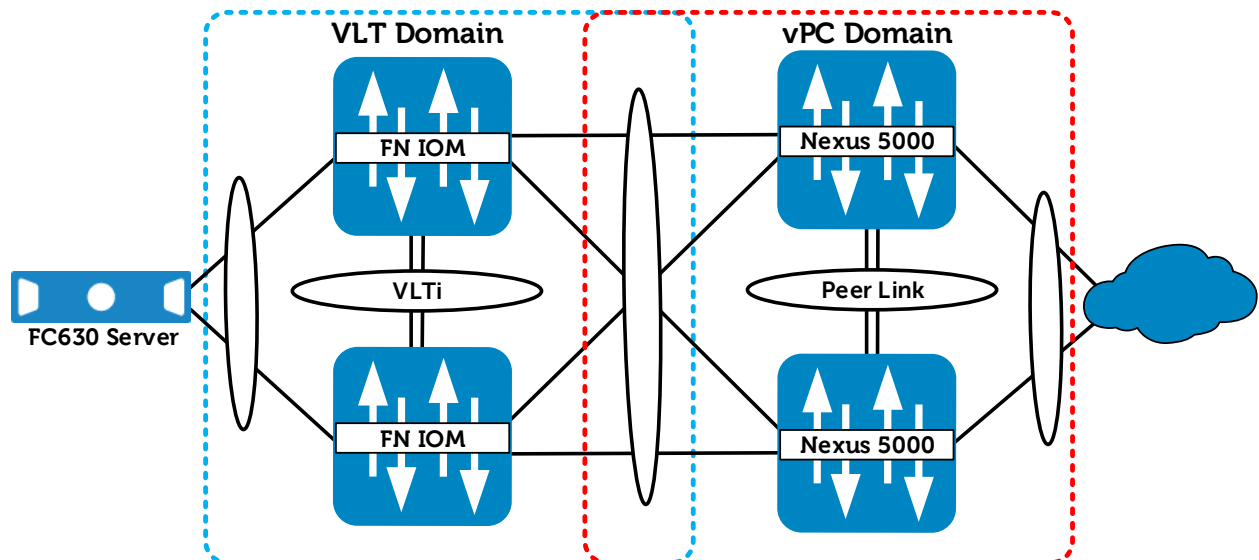 VLT Domain
vPC Domain
FN IOM
Nexus 5000
VLTi
Peer Link
FC630 Server
FN IOM
Nexus 5000